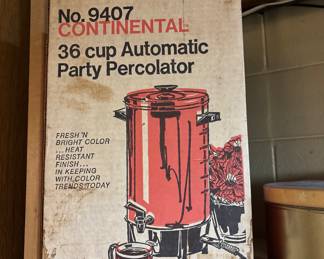 No. 9407
CONTINENTAL
36 cup Automatic
Party Percolator
FRESH 'N
BRIGHT COLOR
...HEAT
RESISTANT
FINISH...
IN KEEPING
WITH COLOR
TRENDS TODAY